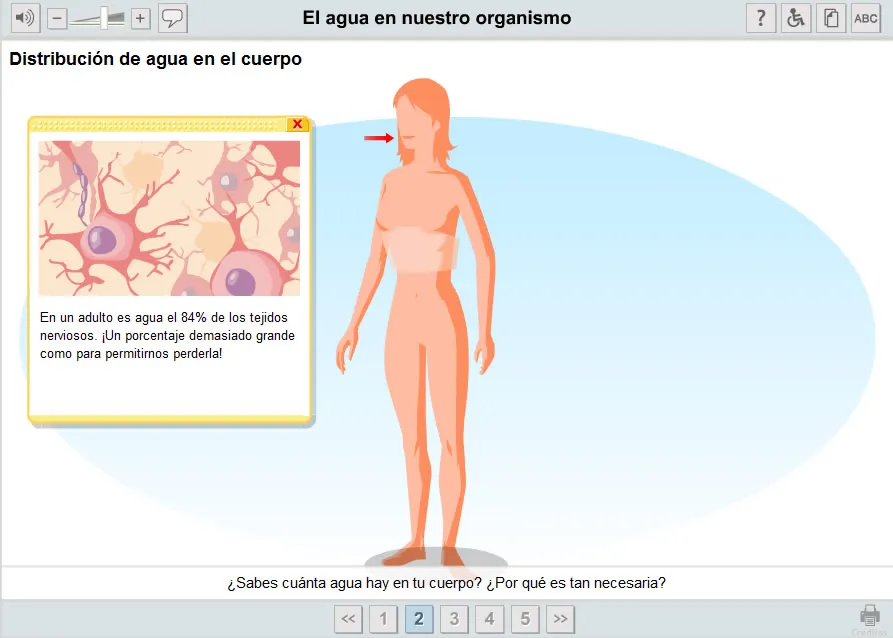 El agua en nuestro organismo
?
ABC
Distribución de agua en el cuerpo
X
En un adulto es agua el 84% de los tejidos
nerviosos. ¡Un porcentaje demasiado grande
como para permitirnos perderla!
¿Sabes cuánta agua hay en tu cuerpo? ¿Por qué es tan necesaria?
<< 1 2 3 4 5 >>